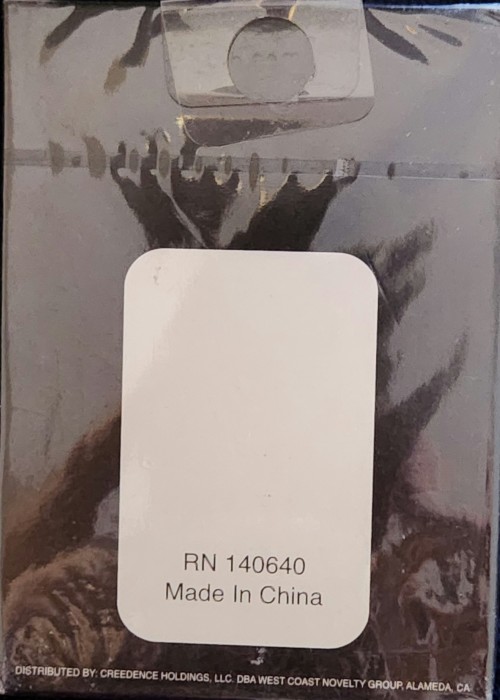 RN 140640
Made In China
DISTRIBUTED BY: CREEDENCE HOLDINGS, LLC. DBA WEST COAST NOVELTY GROUP, ALAMEDA, CA